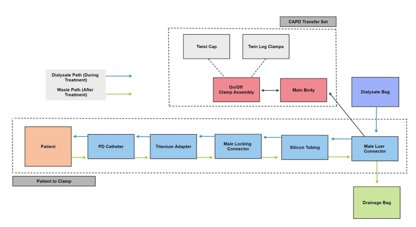 CAPD Transfer Set
Twist Cap
Twin Leg Clamps
Dialysate Path (During
Treatment)
Waste Path (After
Treatment)
On/Off
Clamp Assembly
Main Body
Dialysate Bag
Patient
PD Catheter
Titanium Adapter
Male Locking
Connector
Silicon Tubing
Male Luer
Connector
Patient to Clamp
Drainage Bag